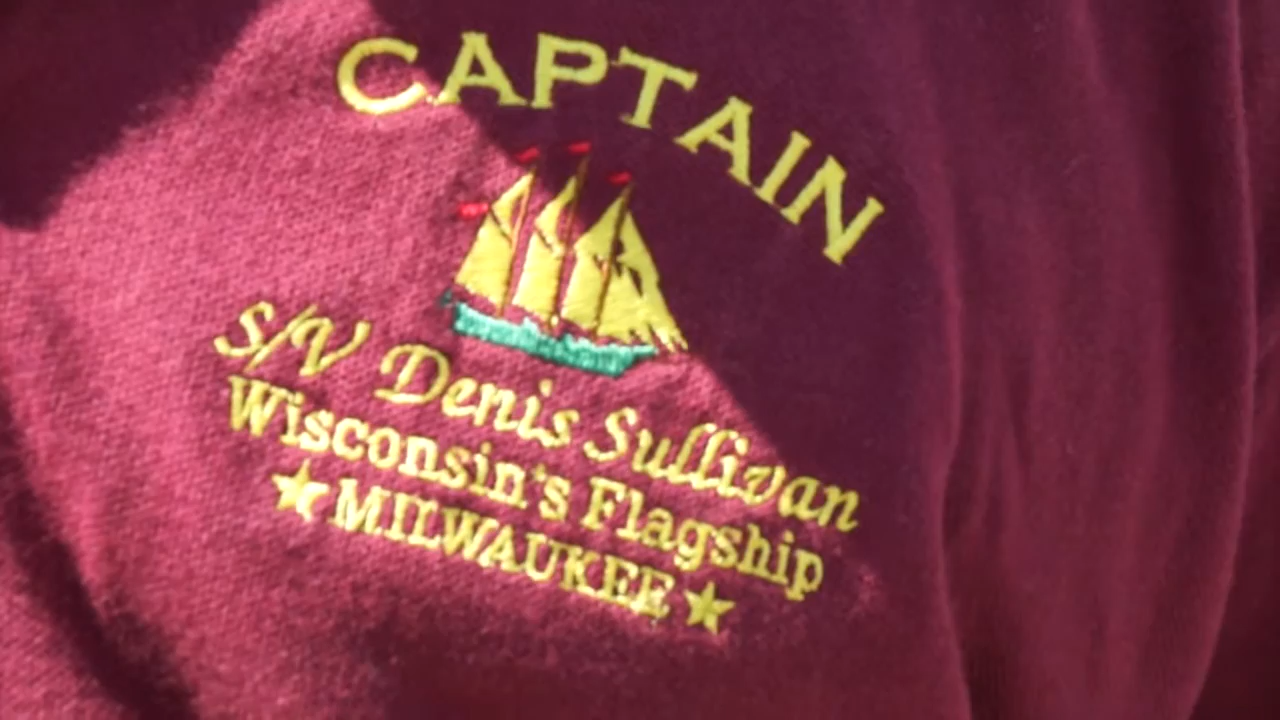 CAPTAIN
S/V Denis Sullivan
Wisconsin's Flagship
★MILWAUKEE★